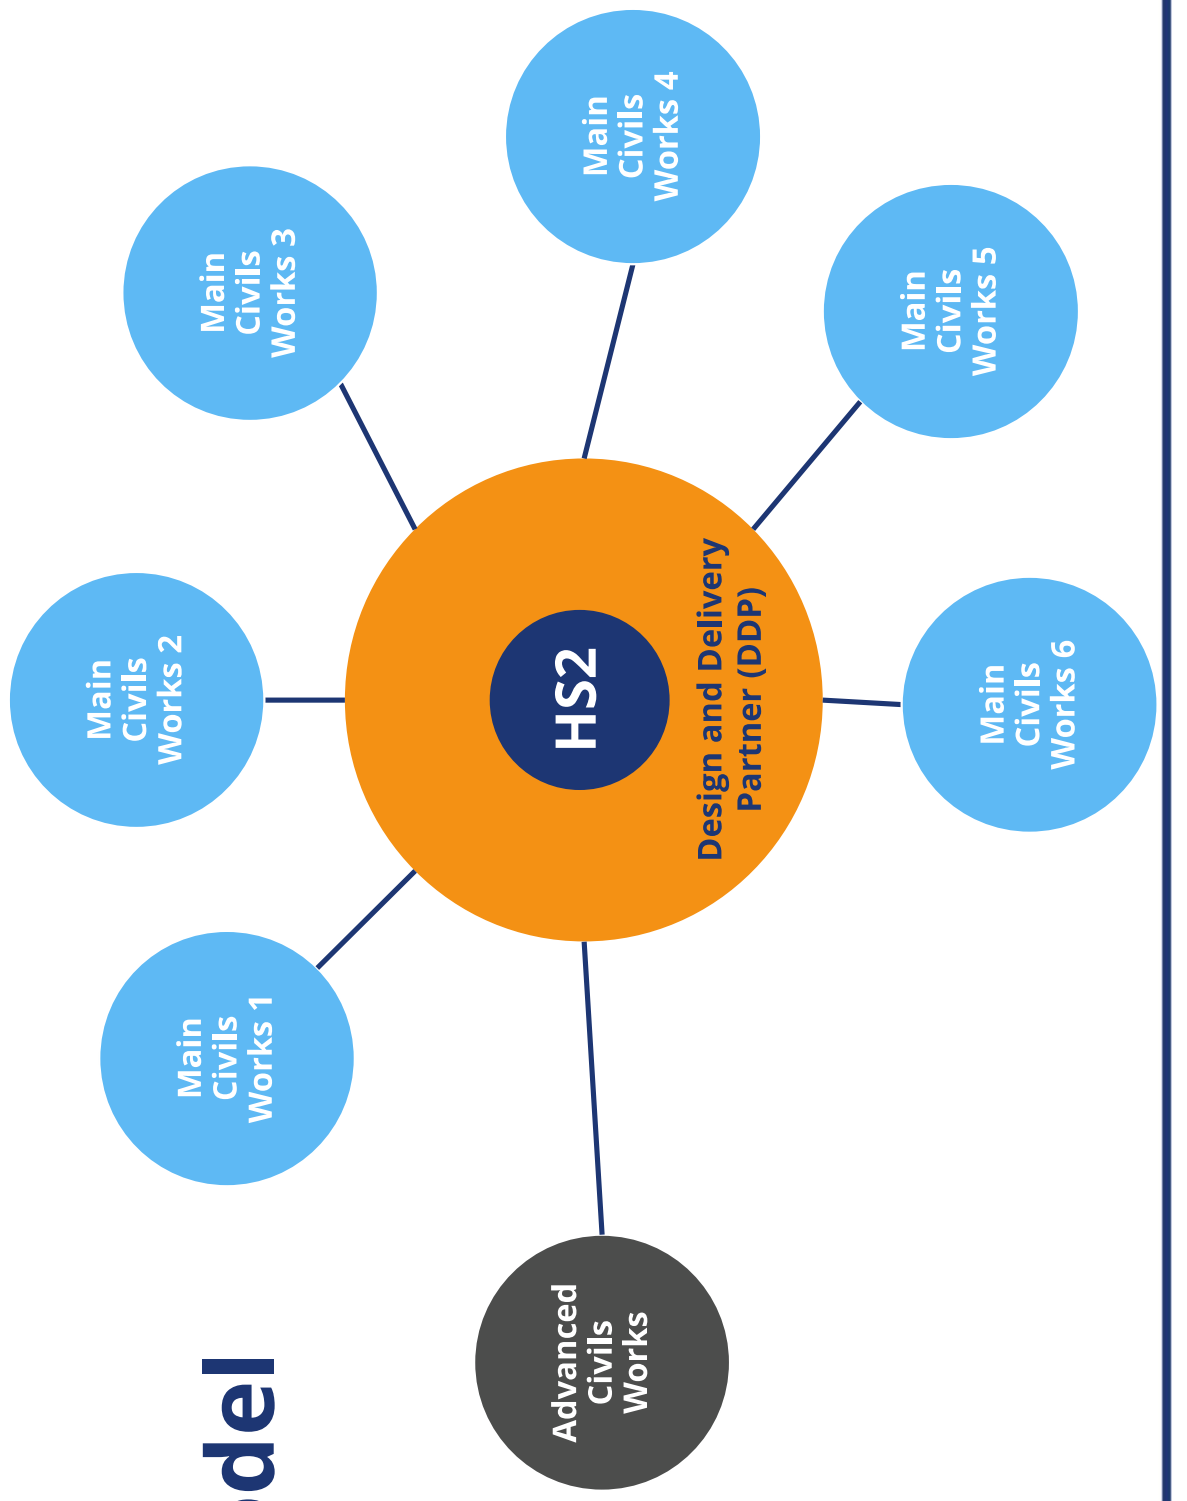 odel
Advanced
Civils
Works
Main
Civils
Works 1
Main
Civils
Works 2
Main
Civils
Works 3
Main
Civils
Works 4
Main
Civils
Works 5
Main
Civils
Works 6
HS2
Design and Delivery
Partner (DDP)